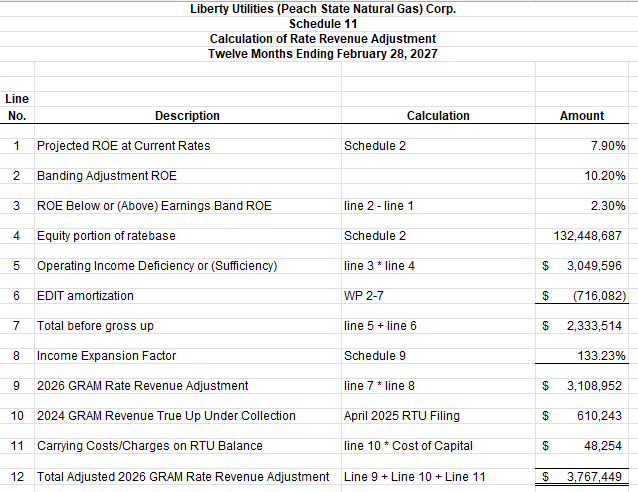 Liberty Utilities (Peach State Natural Gas) Corp.
Schedule 11
Calculation of Rate Revenue Adjustment
Twelve Months Ending February 28, 2027
Line
No. Description Calculation Amount
1 Projected ROE at Current Rates Schedule 2 7.90%
2 Banding Adjustment ROE 10.20%
3 ROE Below or (Above) Earnings Band ROE line 2 - line 1 2.30%
4 Equity portion of ratebase Schedule 2 132,448,687
5 Operating Income Deficiency or (Sufficiency) line 3 * line 4 $ 3,049,596
6 EDIT amortization WP 2-7 $ (716,082)
7 Total before gross up line 5 + line 6 $ 2,333,514
8 Income Expansion Factor Schedule 9 133.23%
9 2026 GRAM Rate Revenue Adjustment line 7 * line 8 $ 3,108,952
10 2024 GRAM Revenue True Up Under Collection April 2025 RTU Filing $ 610,243
11 Carrying Costs/Charges on RTU Balance line 10 * Cost of Capital $ 48,254
12 Total Adjusted 2026 GRAM Rate Revenue Adjustment Line 9 + Line 10 + Line 11 $ 3,767,449